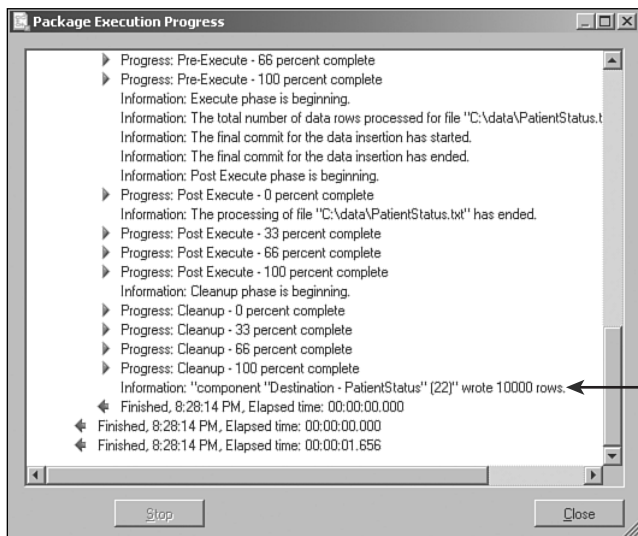 Package Execution Progress
Progress: Pre-Execute - 66 percent complete
Progress: Pre-Execute - 100 percent complete
Information: Execute phase is beginning.
Information: The total number of data rows processed for file "C:\data\PatientStatus.t
Information: The final commit for the data insertion has started.
Information: The final commit for the data insertion has ended.
Information: Post Execute phase is beginning.
Progress: Post Execute - 0 percent complete
Information: The processing of file "C:\data\PatientStatus.txt" has ended.
Progress: Post Execute - 33 percent complete
Progress: Post Execute - 66 percent complete
Progress: Post Execute - 100 percent complete
Information: Cleanup phase is beginning.
Progress: Cleanup - 0 percent complete
Progress: Cleanup - 33 percent complete
Progress: Cleanup - 66 percent complete
Progress: Cleanup - 100 percent complete
Information: "component "Destination - PatientStatus" (22)" wrote 10000 rows.
Finished, 8:28:14 PM, Elapsed time: 00:00:00.000
Finished, 8:28:14 PM, Elapsed time: 00:00:00.000
Finished, 8:28:14 PM, Elapsed time: 00:00:01.656
Stop
Close